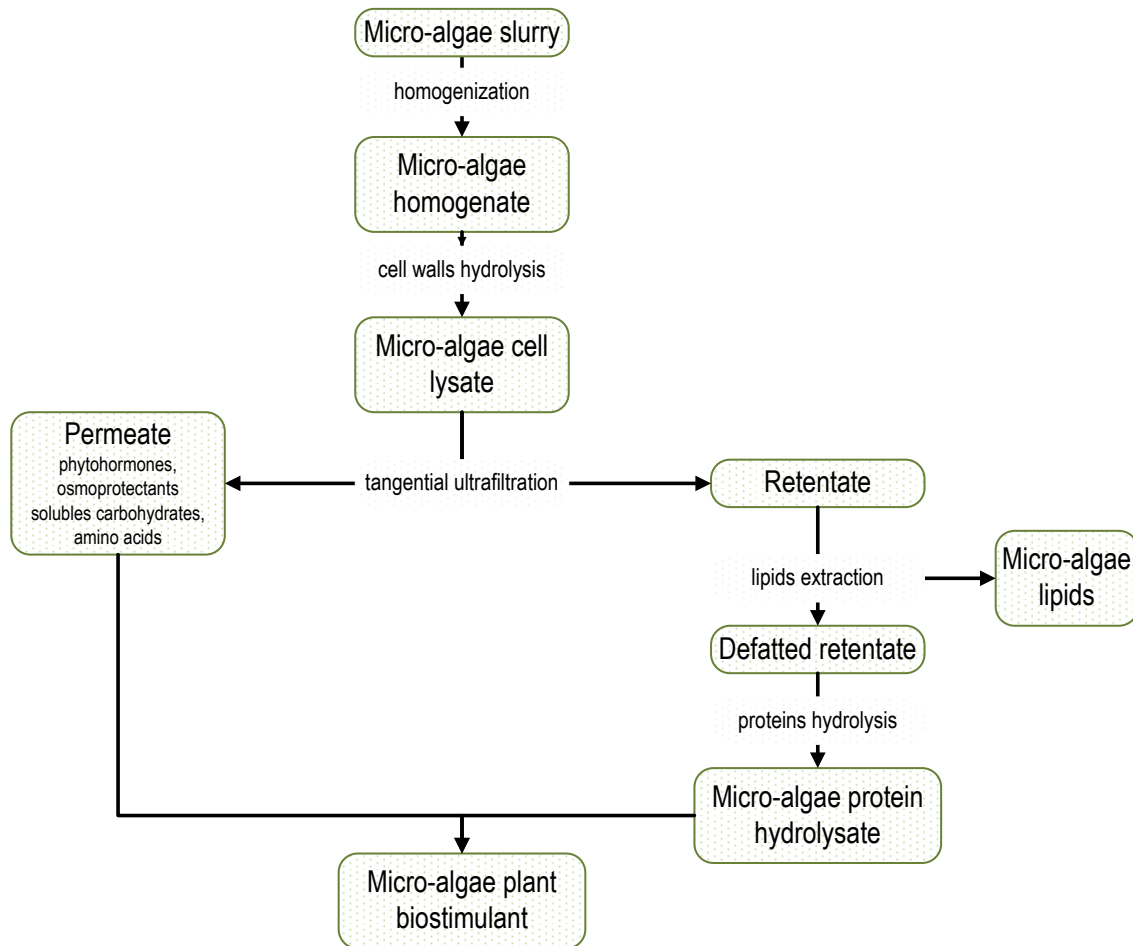 Micro-algae slurry
homogenization
Micro-algae
homogenate
cell walls hydrolysis
Micro-algae cell
lysate
Permeate
phytohormones,
osmoprotectants
solubles carbohydrates,
amino acids
tangential ultrafiltration
Retentate
lipids extraction
Micro-algae
lipids
Defatted retentate
proteins hydrolysis
Micro-algae protein
hydrolysate
Micro-algae plant
biostimulant